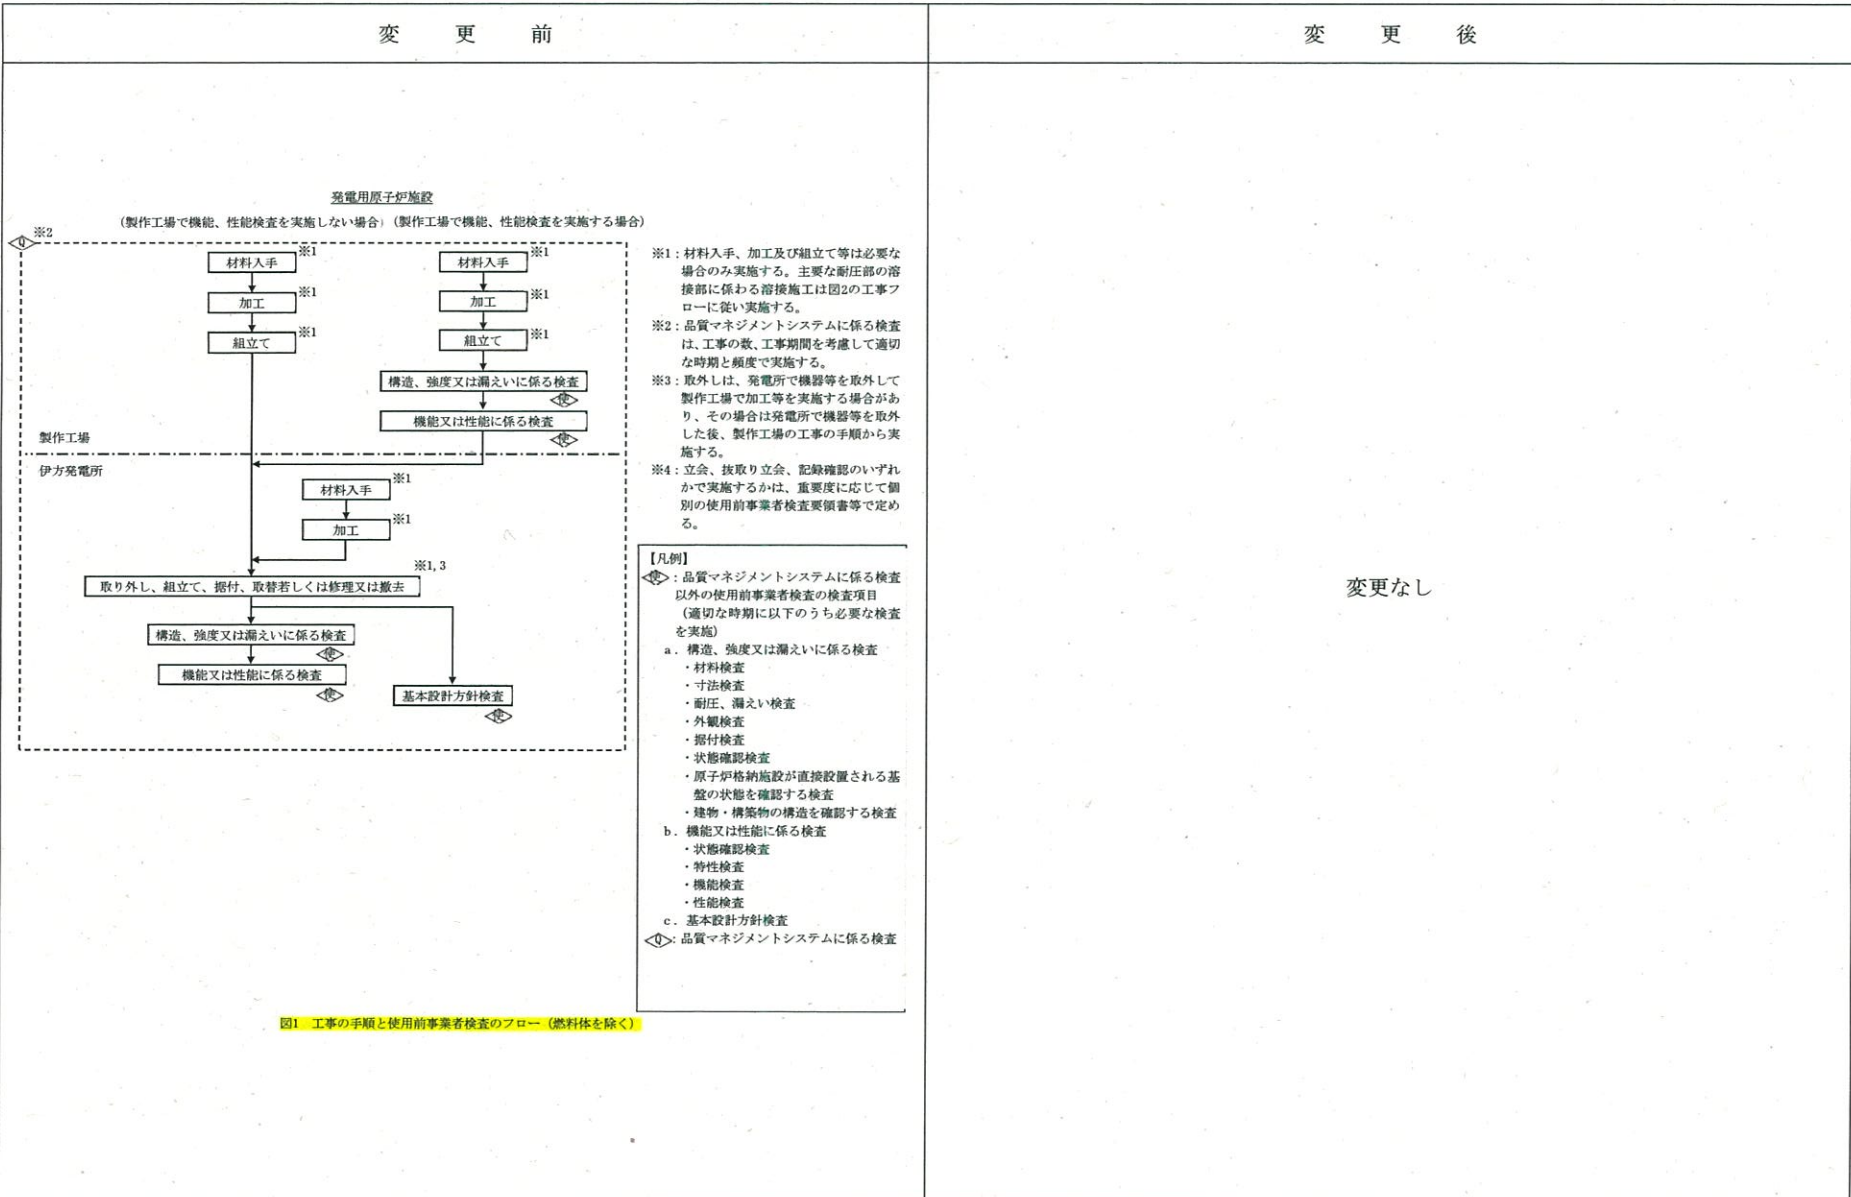 変更前
変更後
発電用原子炉施設
(製作工場で機能、性能検査を実施しない場合) (製作工場で機能、性能検査を実施する場合)
Q ※2
材料入手 ※1
加工 ※1
組立て ※1
材料入手 ※1
加工 ※1
組立て ※1
構造、強度又は漏えいに係る検査
使
機能又は性能に係る検査
使
製作工場
伊方発電所
材料入手 ※1
加工 ※1
※1, 3
取り外し、組立て、据付、取替若しくは修理又は撤去
構造、強度又は漏えいに係る検査
使
機能又は性能に係る検査
使
基本設計方針検査
使
※1：材料入手、加工及び組立て等は必要な
場合のみ実施する。主要な耐圧部の溶
接部に係わる溶接施工は図2の工事フ
ローに従い実施する。
※2：品質マネジメントシステムに係る検査
は、工事の数、工事期間を考慮して適切
な時期と頻度で実施する。
※3：取外しは、発電所で機器等を取外して
製作工場で加工等を実施する場合があ
り、その場合は発電所で機器等を取外
した後、製作工場の工事の手順から実
施する。
※4：立会、抜取り立会、記録確認のいずれ
かで実施するかは、重要度に応じて個
別の使用前事業者検査要領書等で定め
る。
【凡例】
使：品質マネジメントシステムに係る検査
以外の使用前事業者検査の検査項目
（適切な時期に以下のうち必要な検査
を実施）
a．構造、強度又は漏えいに係る検査
・材料検査
・寸法検査
・耐圧、漏えい検査
・外観検査
・据付検査
・状態確認検査
・原子炉格納施設が直接設置される基
盤の状態を確認する検査
・建物・構築物の構造を確認する検査
b．機能又は性能に係る検査
・状態確認検査
・特性検査
・機能検査
・性能検査
c．基本設計方針検査
Q：品質マネジメントシステムに係る検査
図1 工事の手順と使用前事業者検査のフロー（燃料体を除く）
変更なし